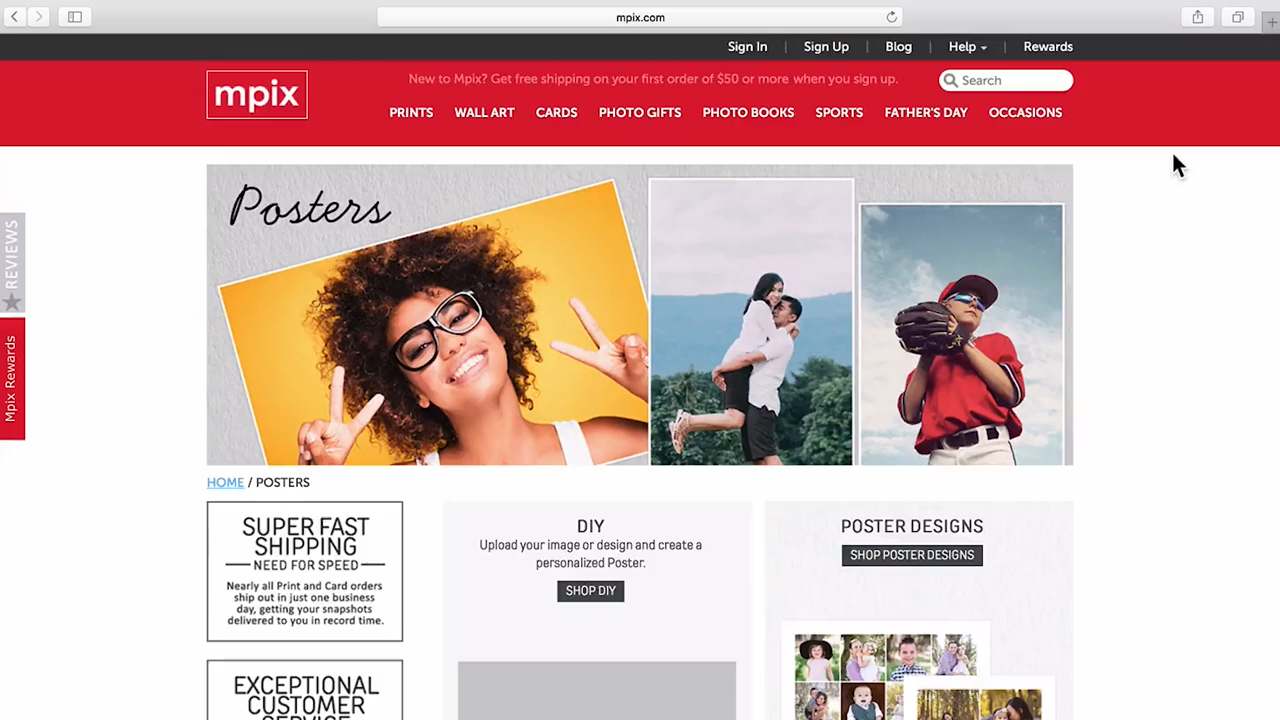 mpix.com
Sign In | Sign Up | Blog | Help | Rewards
mpix
New to Mpix? Get free shipping on your first order of $50 or more when you sign up.
Search
PRINTS WALL ART CARDS PHOTO GIFTS PHOTO BOOKS SPORTS FATHER'S DAY OCCASIONS
Posters
REVIEWS
Mpix Rewards
HOME / POSTERS
SUPER FAST
SHIPPING
NEED FOR SPEED
Nearly all Print and Card orders
ship out in just one business
day, getting your snapshots
delivered to you in record time.
EXCEPTIONAL
CUSTOMER
SERVICE
DIY
Upload your image or design and create a
personalized Poster.
SHOP DIY
POSTER DESIGNS
SHOP POSTER DESIGNS